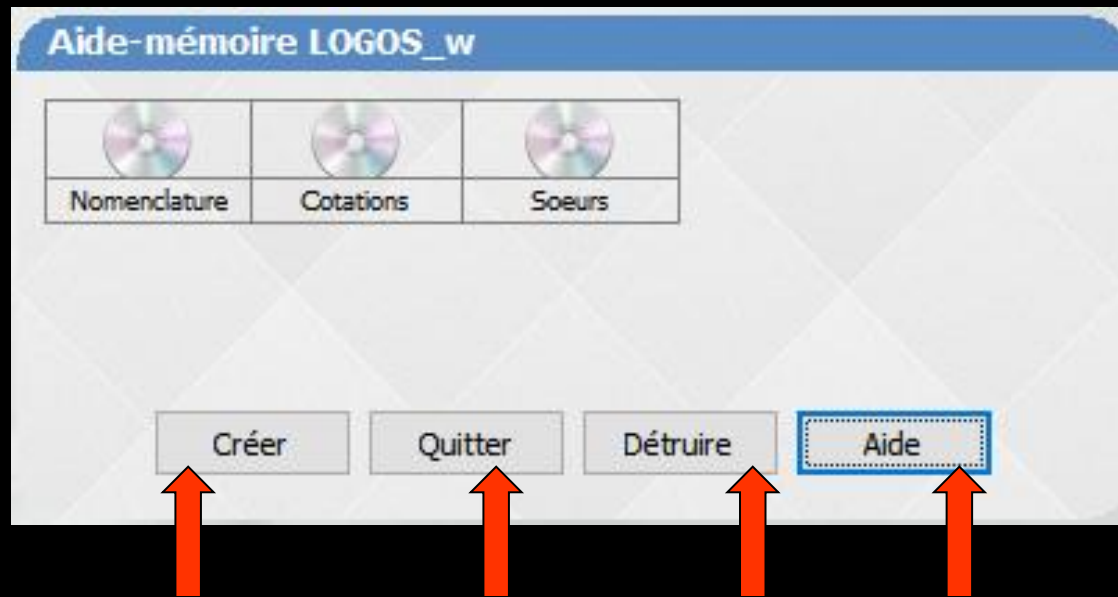 Aide-mémoire LOGOS_w
Nomenclature Cotations Soeurs
Créer Quitter Détruire Aide